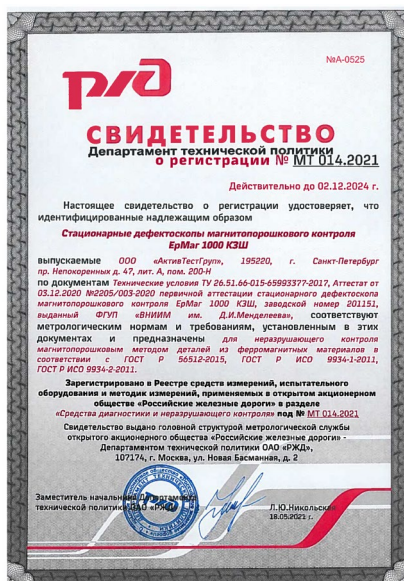 №А-0525
РЖД
СВИДЕТЕЛЬСТВО
Департамент технической политики
о регистрации № МТ 014.2021
Действительно до 02.12.2024 г.
Настоящее свидетельство о регистрации удостоверяет, что
идентифицированные надлежащим образом
Стационарные дефектоскопы магнитопорошкового контроля
ЕрМаг 1000 КЗШ
выпускаемые ООО «АктивТестГруп», 195220, г. Санкт-Петербург
пр. Непокоренных д. 47, лит. А, пом. 200-Н
по документам Технические условия ТУ 26.51.66-015-65993377-2017, Аттестат от
03.12.2020 №2205/003-2020 первичной аттестации стационарного дефектоскопа
магнитопорошкового контроля ЕрМаг 1000 КЗШ, заводской номер 201151,
выданный ФГУП «ВНИИМ им. Д.И.Менделеева», соответствуют
метрологическим нормам и требованиям, установленным в этих
документах и предназначены для неразрушающего контроля
магнитопорошковым методом деталей из ферромагнитных материалов в
соответствии с ГОСТ Р 56512-2015, ГОСТ Р ИСО 9934-1-2011,
ГОСТ Р ИСО 9934-2-2011.
Зарегистрировано в Реестре средств измерений, испытательного
оборудования и методик измерений, применяемых в открытом акционерном
обществе «Российские железные дороги» в разделе
«Средства диагностики и неразрушающего контроля» под № МТ 014.2021
Свидетельство выдано головной структурой метрологической службы
открытого акционерного общества «Российские железные дороги» -
Департаментом технической политики ОАО «РЖД»,
107174, г. Москва, ул. Новая Басманная, д. 2
Заместитель начальника Департамента
технической политики ОАО «РЖД»
Л.Ю.Никольская
18.05.2021 г.